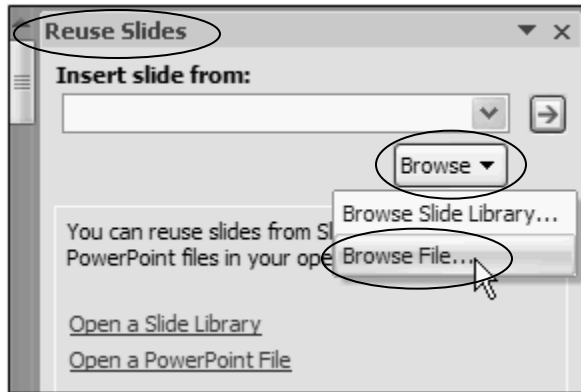 Reuse Slides
Insert slide from:
Browse
Browse Slide Library...
You can reuse slides from Sl
Browse File...
PowerPoint files in your ope
Open a Slide Library
Open a PowerPoint File